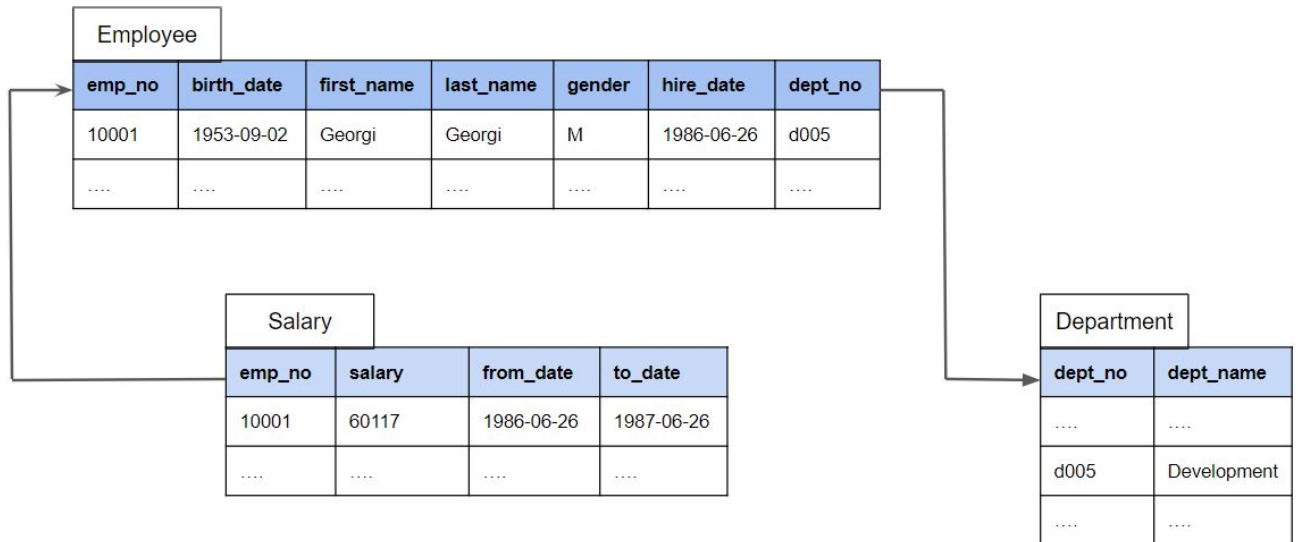 Employee
emp_no birth_date first_name last_name gender hire_date dept_no
10001 1953-09-02 Georgi Georgi M 1986-06-26 d005
.... .... .... .... .... .... ....
Salary
emp_no salary from_date to_date
10001 60117 1986-06-26 1987-06-26
.... .... .... ....
Department
dept_no dept_name
.... ....
d005 Development
.... ....